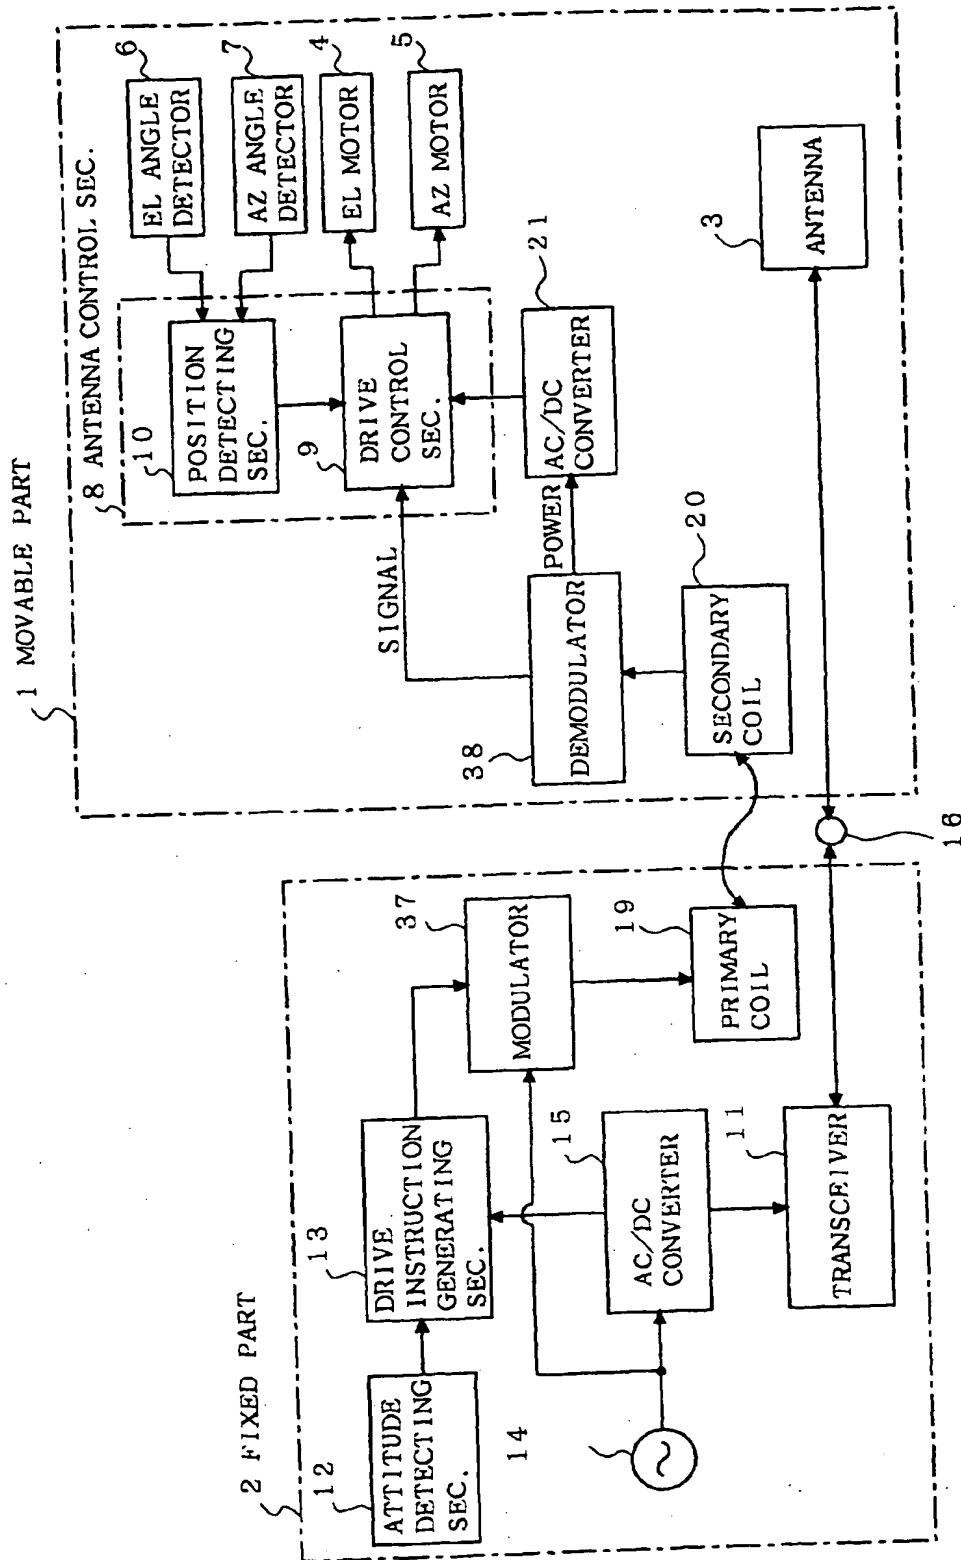 1 MOVABLE PART
8 ANTENNA CONTROL SEC.
6
EL ANGLE
DETECTOR
7
AZ ANGLE
DETECTOR
4
EL MOTOR
5
AZ MOTOR
10
POSITION
DETECTING
SEC.
9
DRIVE
CONTROL
SEC.
21
AC/DC
CONVERTER
POWER
SIGNAL
38
DEMODULATOR
20
SECONDARY
COIL
3
ANTENNA
16
2 FIXED PART
12
ATTITUDE
DETECTING
SEC.
13
DRIVE
INSTRUCTION
GENERATING
SEC.
37
MODULATOR
19
PRIMARY
COIL
14
15
AC/DC
CONVERTER
11
TRANSCEIVER